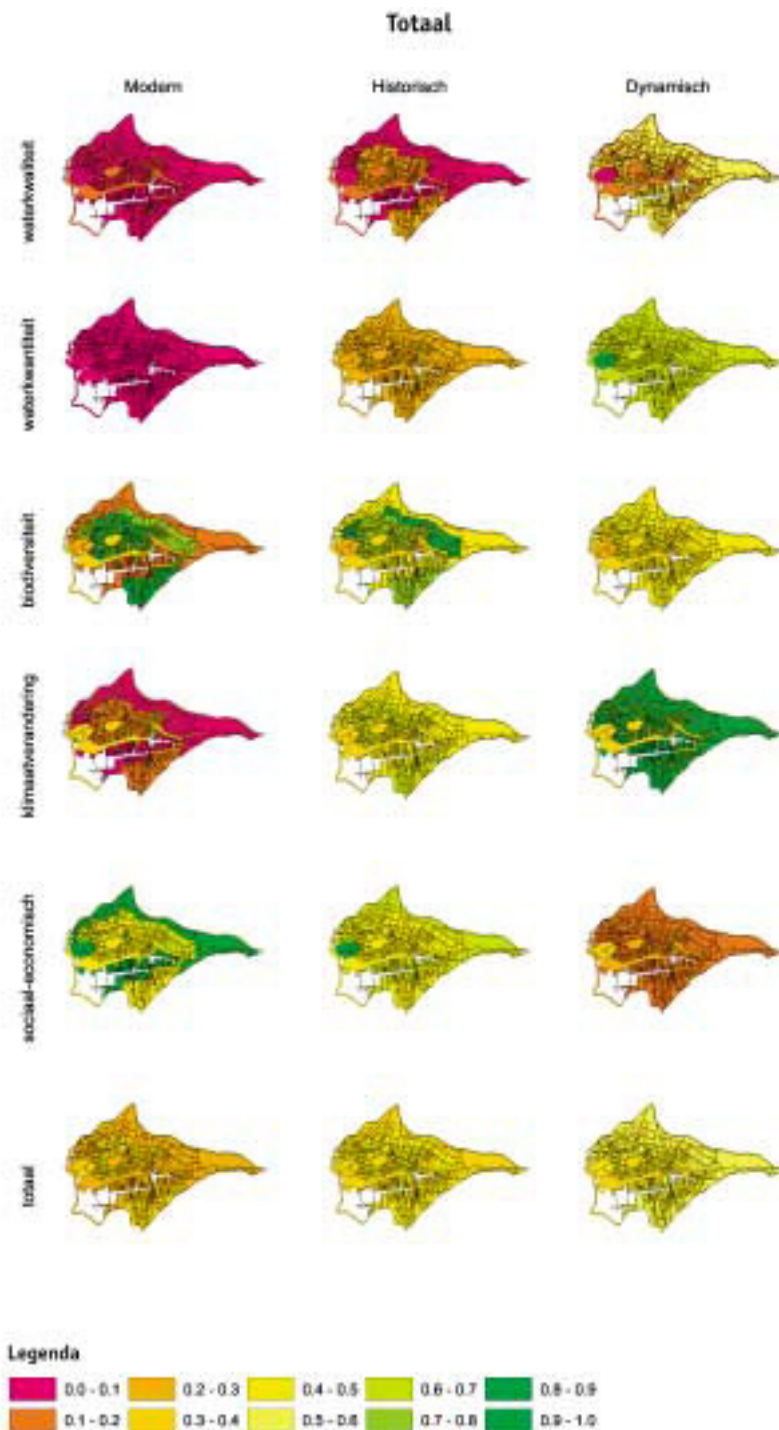 Totaal
Modern Historisch Dynamisch
waterkwaliteit
waterkwantiteit
biodiversiteit
klimaatverandering
sociaal-economisch
totaal
Legenda
0.0 - 0.1 0.2 - 0.3 0.4 - 0.5 0.6 - 0.7 0.8 - 0.9
0.1 - 0.2 0.3 - 0.4 0.5 - 0.6 0.7 - 0.8 0.9 - 1.0